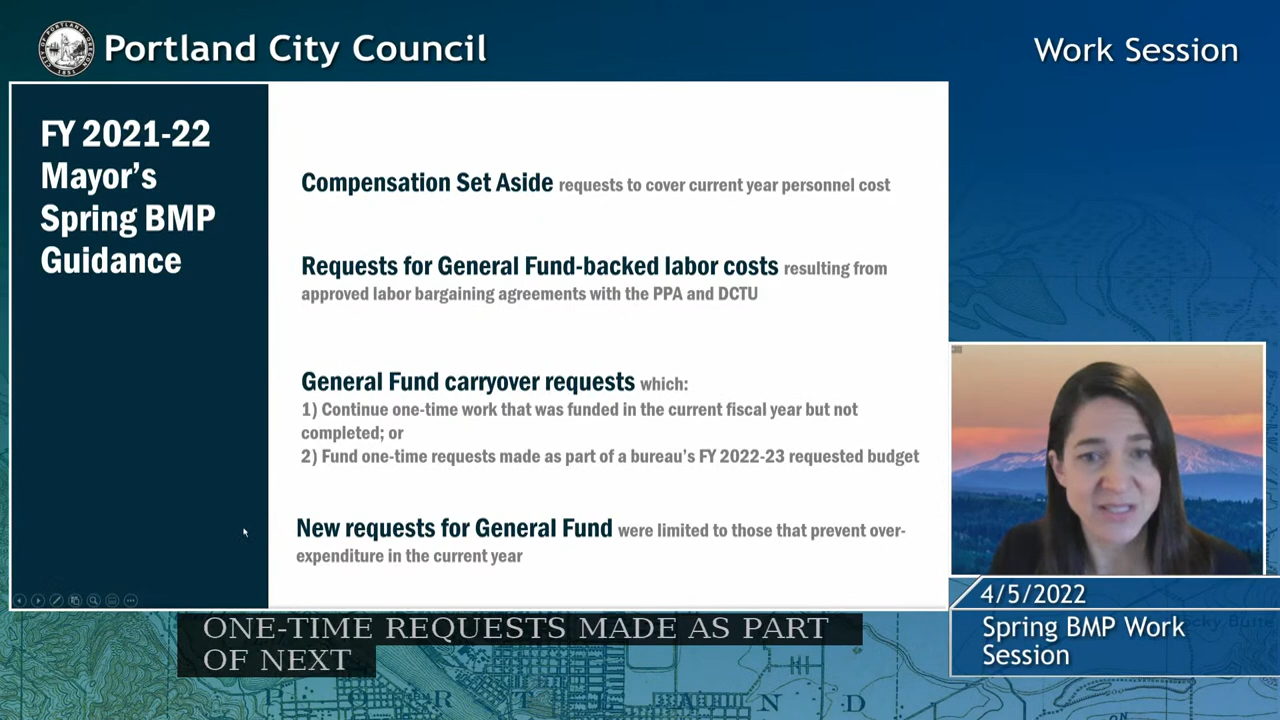 Portland City Council
Work Session
FY 2021-22
Mayor's
Spring BMP
Guidance
Compensation Set Aside requests to cover current year personnel cost
Requests for General Fund-backed labor costs resulting from
approved labor bargaining agreements with the PPA and DCTU
General Fund carryover requests which:
1) Continue one-time work that was funded in the current fiscal year but not
completed; or
2) Fund one-time requests made as part of a bureau's FY 2022-23 requested budget
New requests for General Fund were limited to those that prevent over-
expenditure in the current year
4/5/2022
Spring BMP Work
Session
ONE-TIME REQUESTS MADE AS PART
OF NEXT
P O R T L A N D